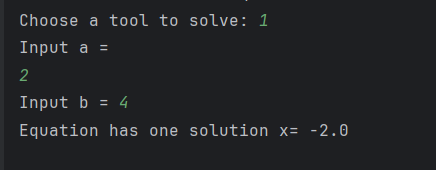 Choose a tool to solve: 1
Input a =
2
Input b = 4
Equation has one solution x= -2.0